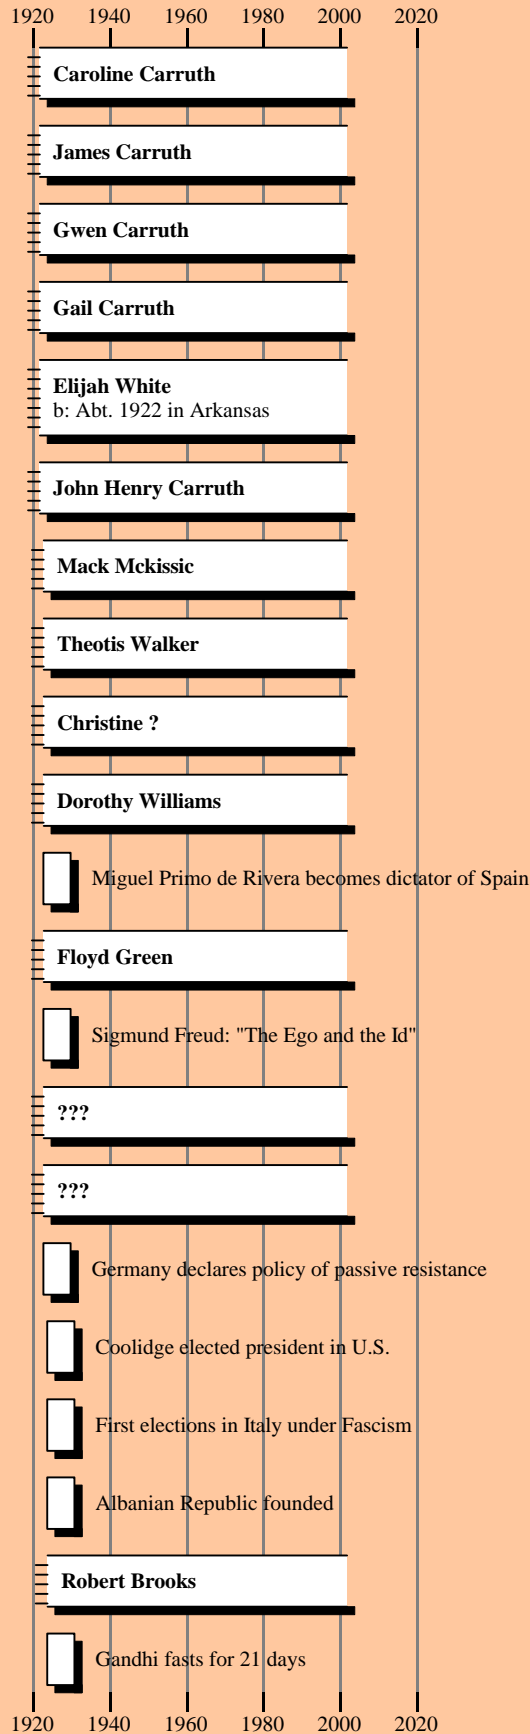 1920 1940 1960 1980 2000 2020
Caroline Carruth
James Carruth
Gwen Carruth
Gail Carruth
Elijah White
b: Abt. 1922 in Arkansas
John Henry Carruth
Mack Mckissic
Theotis Walker
Christine ?
Dorothy Williams
Miguel Primo de Rivera becomes dictator of Spain
Floyd Green
Sigmund Freud: "The Ego and the Id"
???
???
Germany declares policy of passive resistance
Coolidge elected president in U.S.
First elections in Italy under Fascism
Albanian Republic founded
Robert Brooks
Gandhi fasts for 21 days
1920 1940 1960 1980 2000 2020